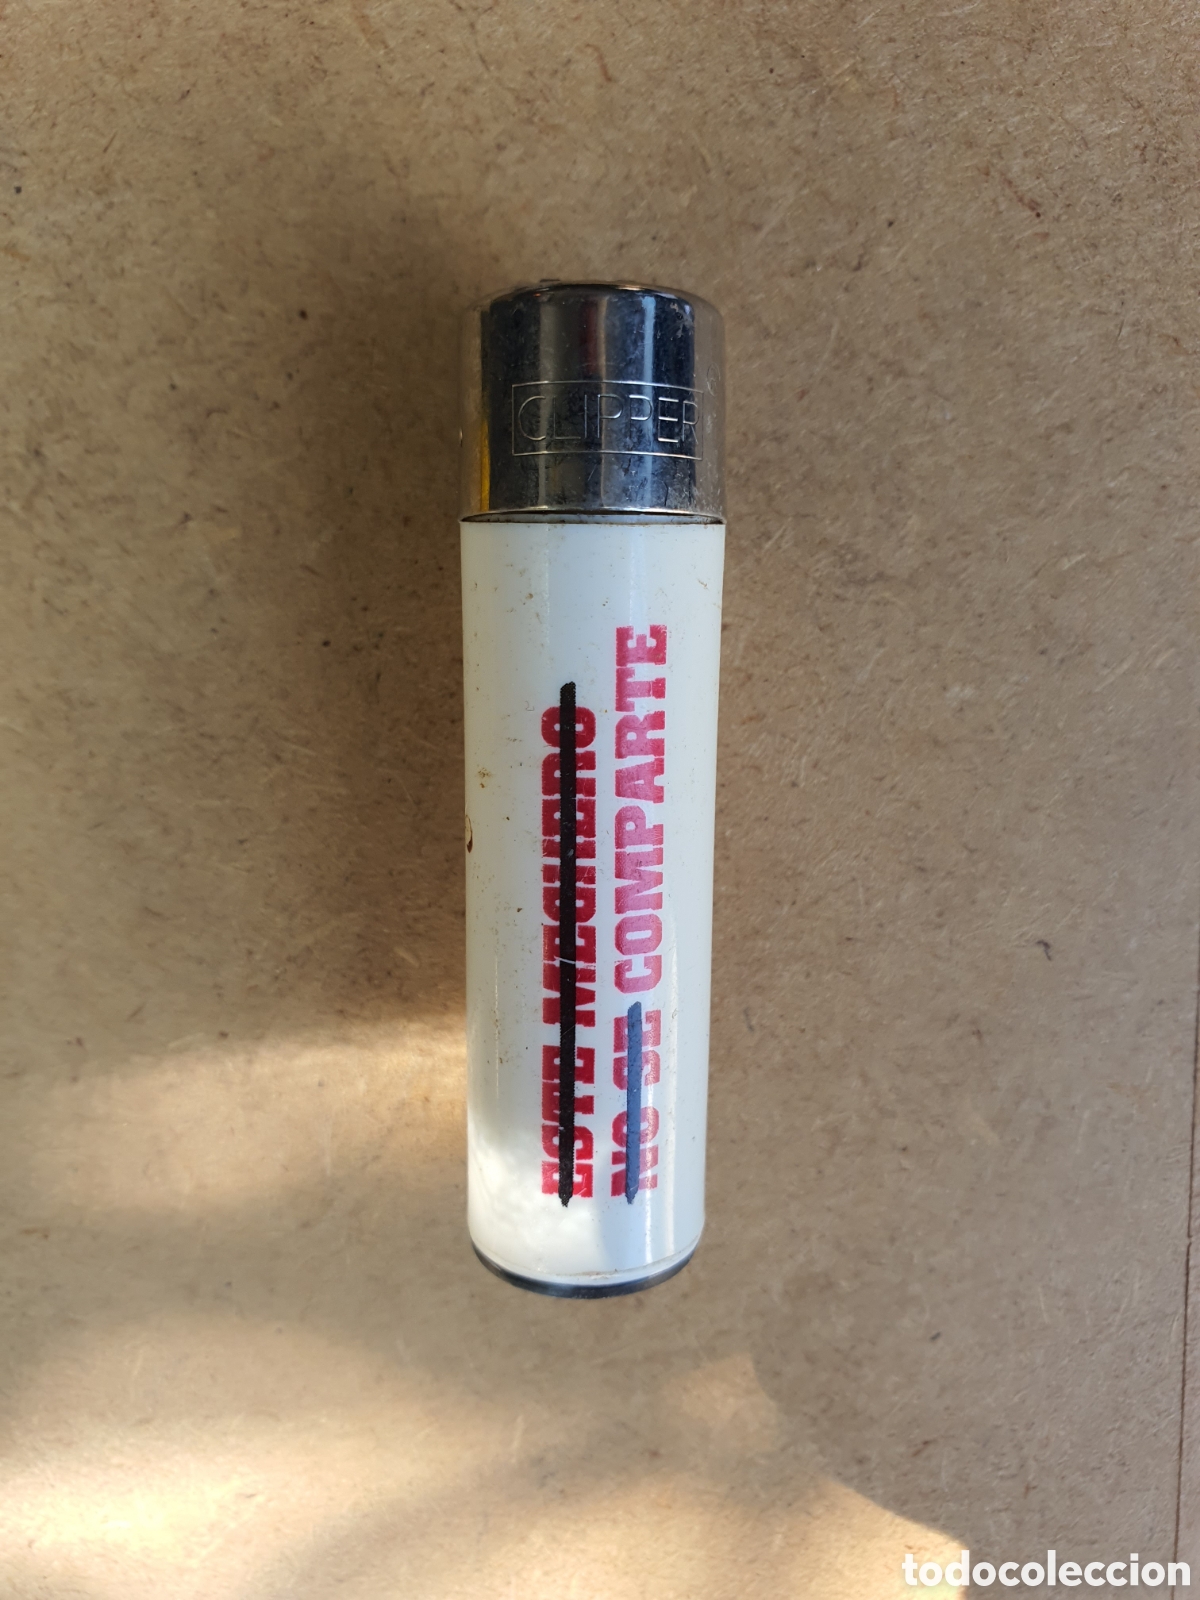 CLIPPER
ESTE MECHERO
NO SE COMPARTE
todocoleccion